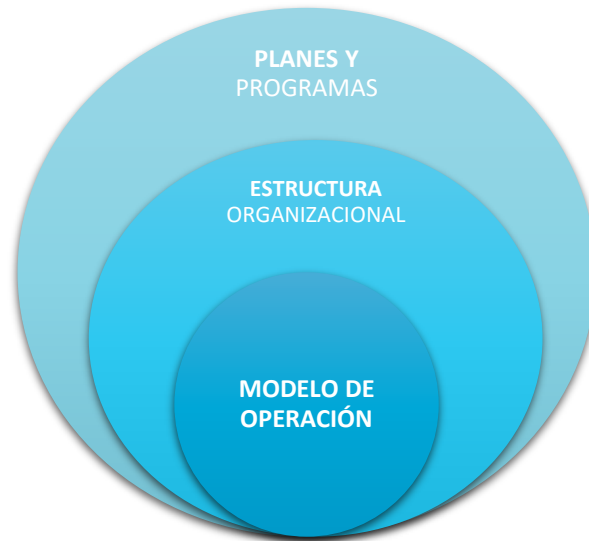 PLANES Y
PROGRAMAS
ESTRUCTURA
ORGANIZACIONAL
MODELO DE
OPERACIÓN